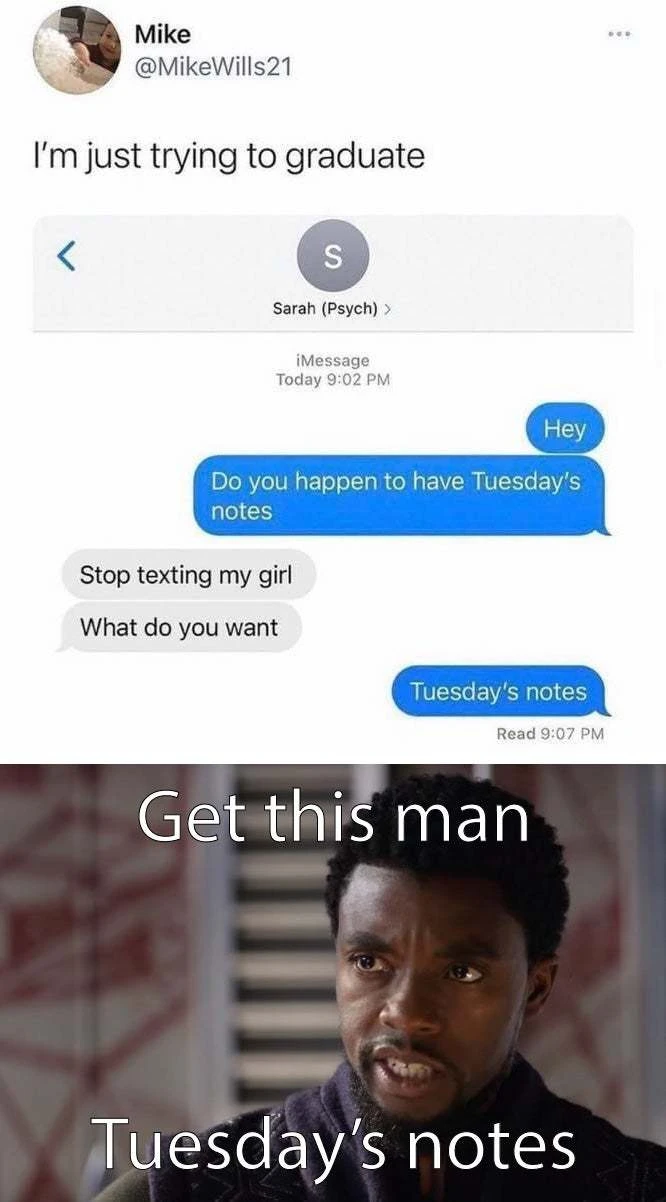 Mike
@MikeWills21
I'm just trying to graduate
S
Sarah (Psych) >
iMessage
Today 9:02 PM
Hey
Do you happen to have Tuesday's
notes
Stop texting my girl
What do you want
Tuesday's notes
Read 9:07 PM
Get this man
Tuesday's notes